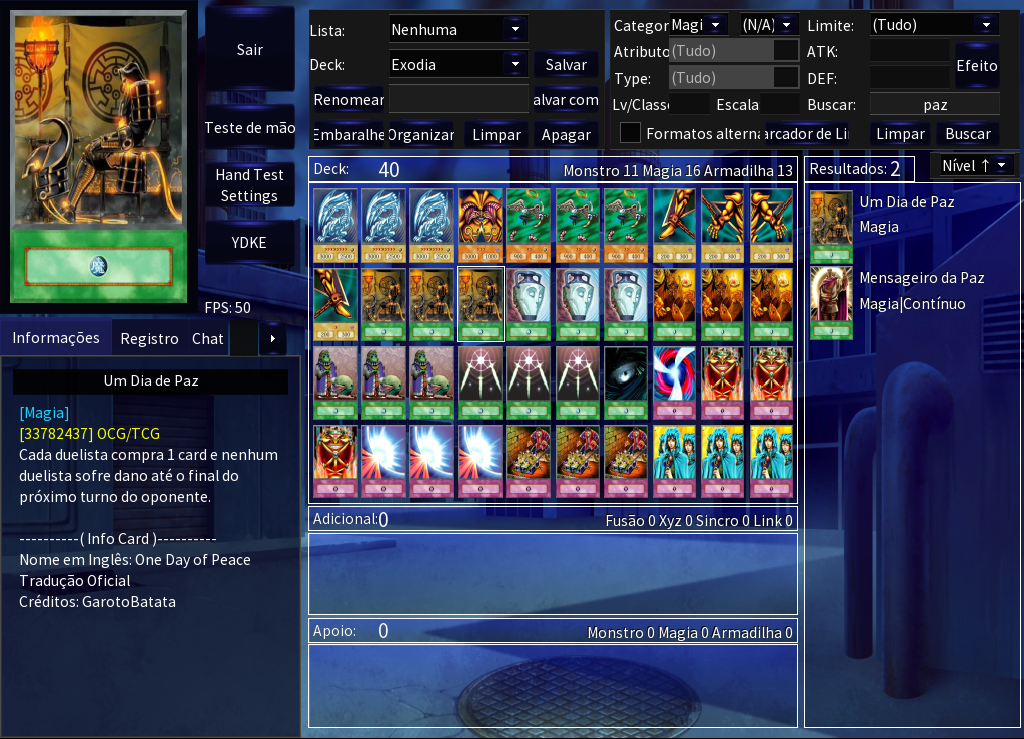 Sair
Teste de mão
Hand Test
Settings
YDKE
FPS: 50
Lista:
Nenhuma
Deck:
Exodia
Salvar
Renomear
alvar com
Embaralhe
Organizar
Limpar
Apagar
Categor
Magi
(N/A)
Limite:
(Tudo)
Atributo
(Tudo)
ATK:
Efeito
Type:
(Tudo)
DEF:
Lv/Classe
Escala
Buscar:
paz
Formatos alterna
arcador de Li
Limpar
Buscar
Deck:
40
Monstro 11 Magia 16 Armadilha 13
Resultados: 2
Nível ↑
Um Dia de Paz
Magia
Mensageiro da Paz
Magia|Contínuo
Informações
Registro
Chat
Um Dia de Paz
[Magia]
[33782437] OCG/TCG
Cada duelista compra 1 card e nenhum
duelista sofre dano até o final do
próximo turno do oponente.
----------( Info Card )----------
Nome em Inglês: One Day of Peace
Tradução Oficial
Créditos: GarotoBatata
Adicional: 0
Fusão 0 Xyz 0 Sincro 0 Link 0
Apoio:
0
Monstro 0 Magia 0 Armadilha 0